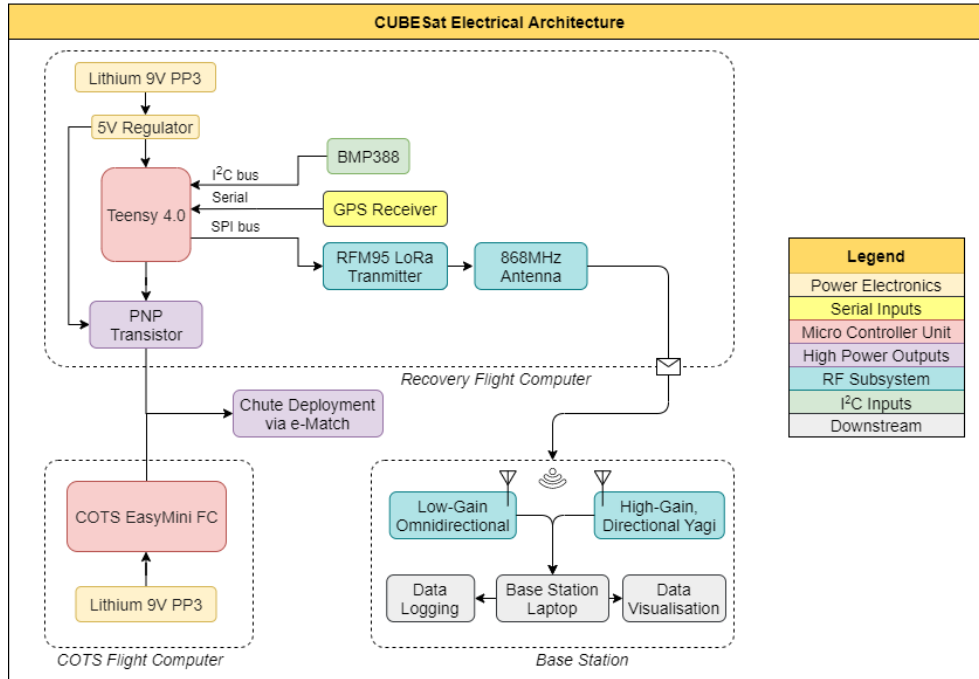 CUBESat Electrical Architecture
Lithium 9V PP3
5V Regulator
BMP388
I²C bus
Serial
GPS Receiver
Teensy 4.0
SPI bus
RFM95 LoRa
Tranmitter
868MHz
Antenna
PNP
Transistor
Recovery Flight Computer
Legend
Power Electronics
Serial Inputs
Micro Controller Unit
High Power Outputs
RF Subsystem
I²C Inputs
Downstream
Chute Deployment
via e-Match
COTS EasyMini FC
Lithium 9V PP3
COTS Flight Computer
Low-Gain
Omnidirectional
High-Gain,
Directional Yagi
Data
Logging
Base Station
Laptop
Data
Visualisation
Base Station